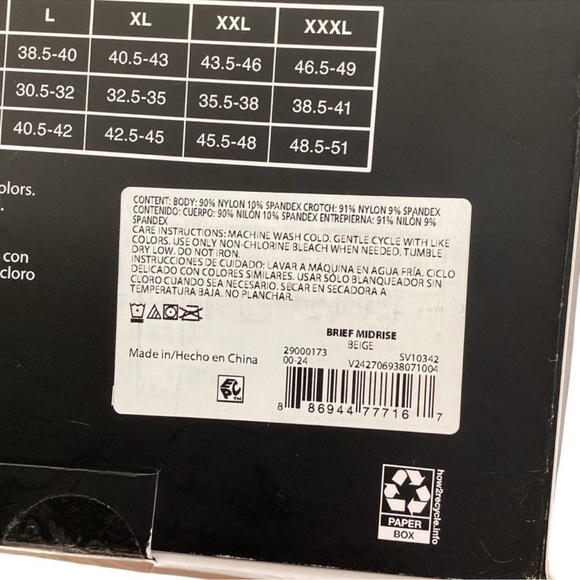 L XL XXL XXXL
38.5-40 40.5-43 43.5-46 46.5-49
30.5-32 32.5-35 35.5-38 38.5-41
40.5-42 42.5-45 45.5-48 48.5-51
olors.
con
cloro
CONTENT: BODY: 90% NYLON 10% SPANDEX CROTCH: 91% NYLON 9% SPANDEX
CONTENIDO: CUERPO: 90% NILÓN 10% SPANDEX ENTREPIERNA: 91% NILÓN 9%
SPANDEX
CARE INSTRUCTIONS: MACHINE WASH COLD. GENTLE CYCLE WITH LIKE
COLORS. USE ONLY NON-CHLORINE BLEACH WHEN NEEDED. TUMBLE
DRY LOW. DO NOT IRON.
INSTRUCCIONES DE CUIDADO: LAVAR A MÁQUINA EN AGUA FRÍA. CICLO
DELICADO CON COLORES SIMILARES. USAR SÓLO BLANQUEADOR SIN
CLORO CUANDO SEA NECESARIO. SECAR EN SECADORA A
TEMPERATURA BAJA. NO PLANCHAR.
BRIEF MIDRISE
BEIGE
Made in/Hecho en China
29000173 SV10342
00-24 V242706938071004
8 86944 77716 7
EPC™
how2recycle.info
PAPER
BOX